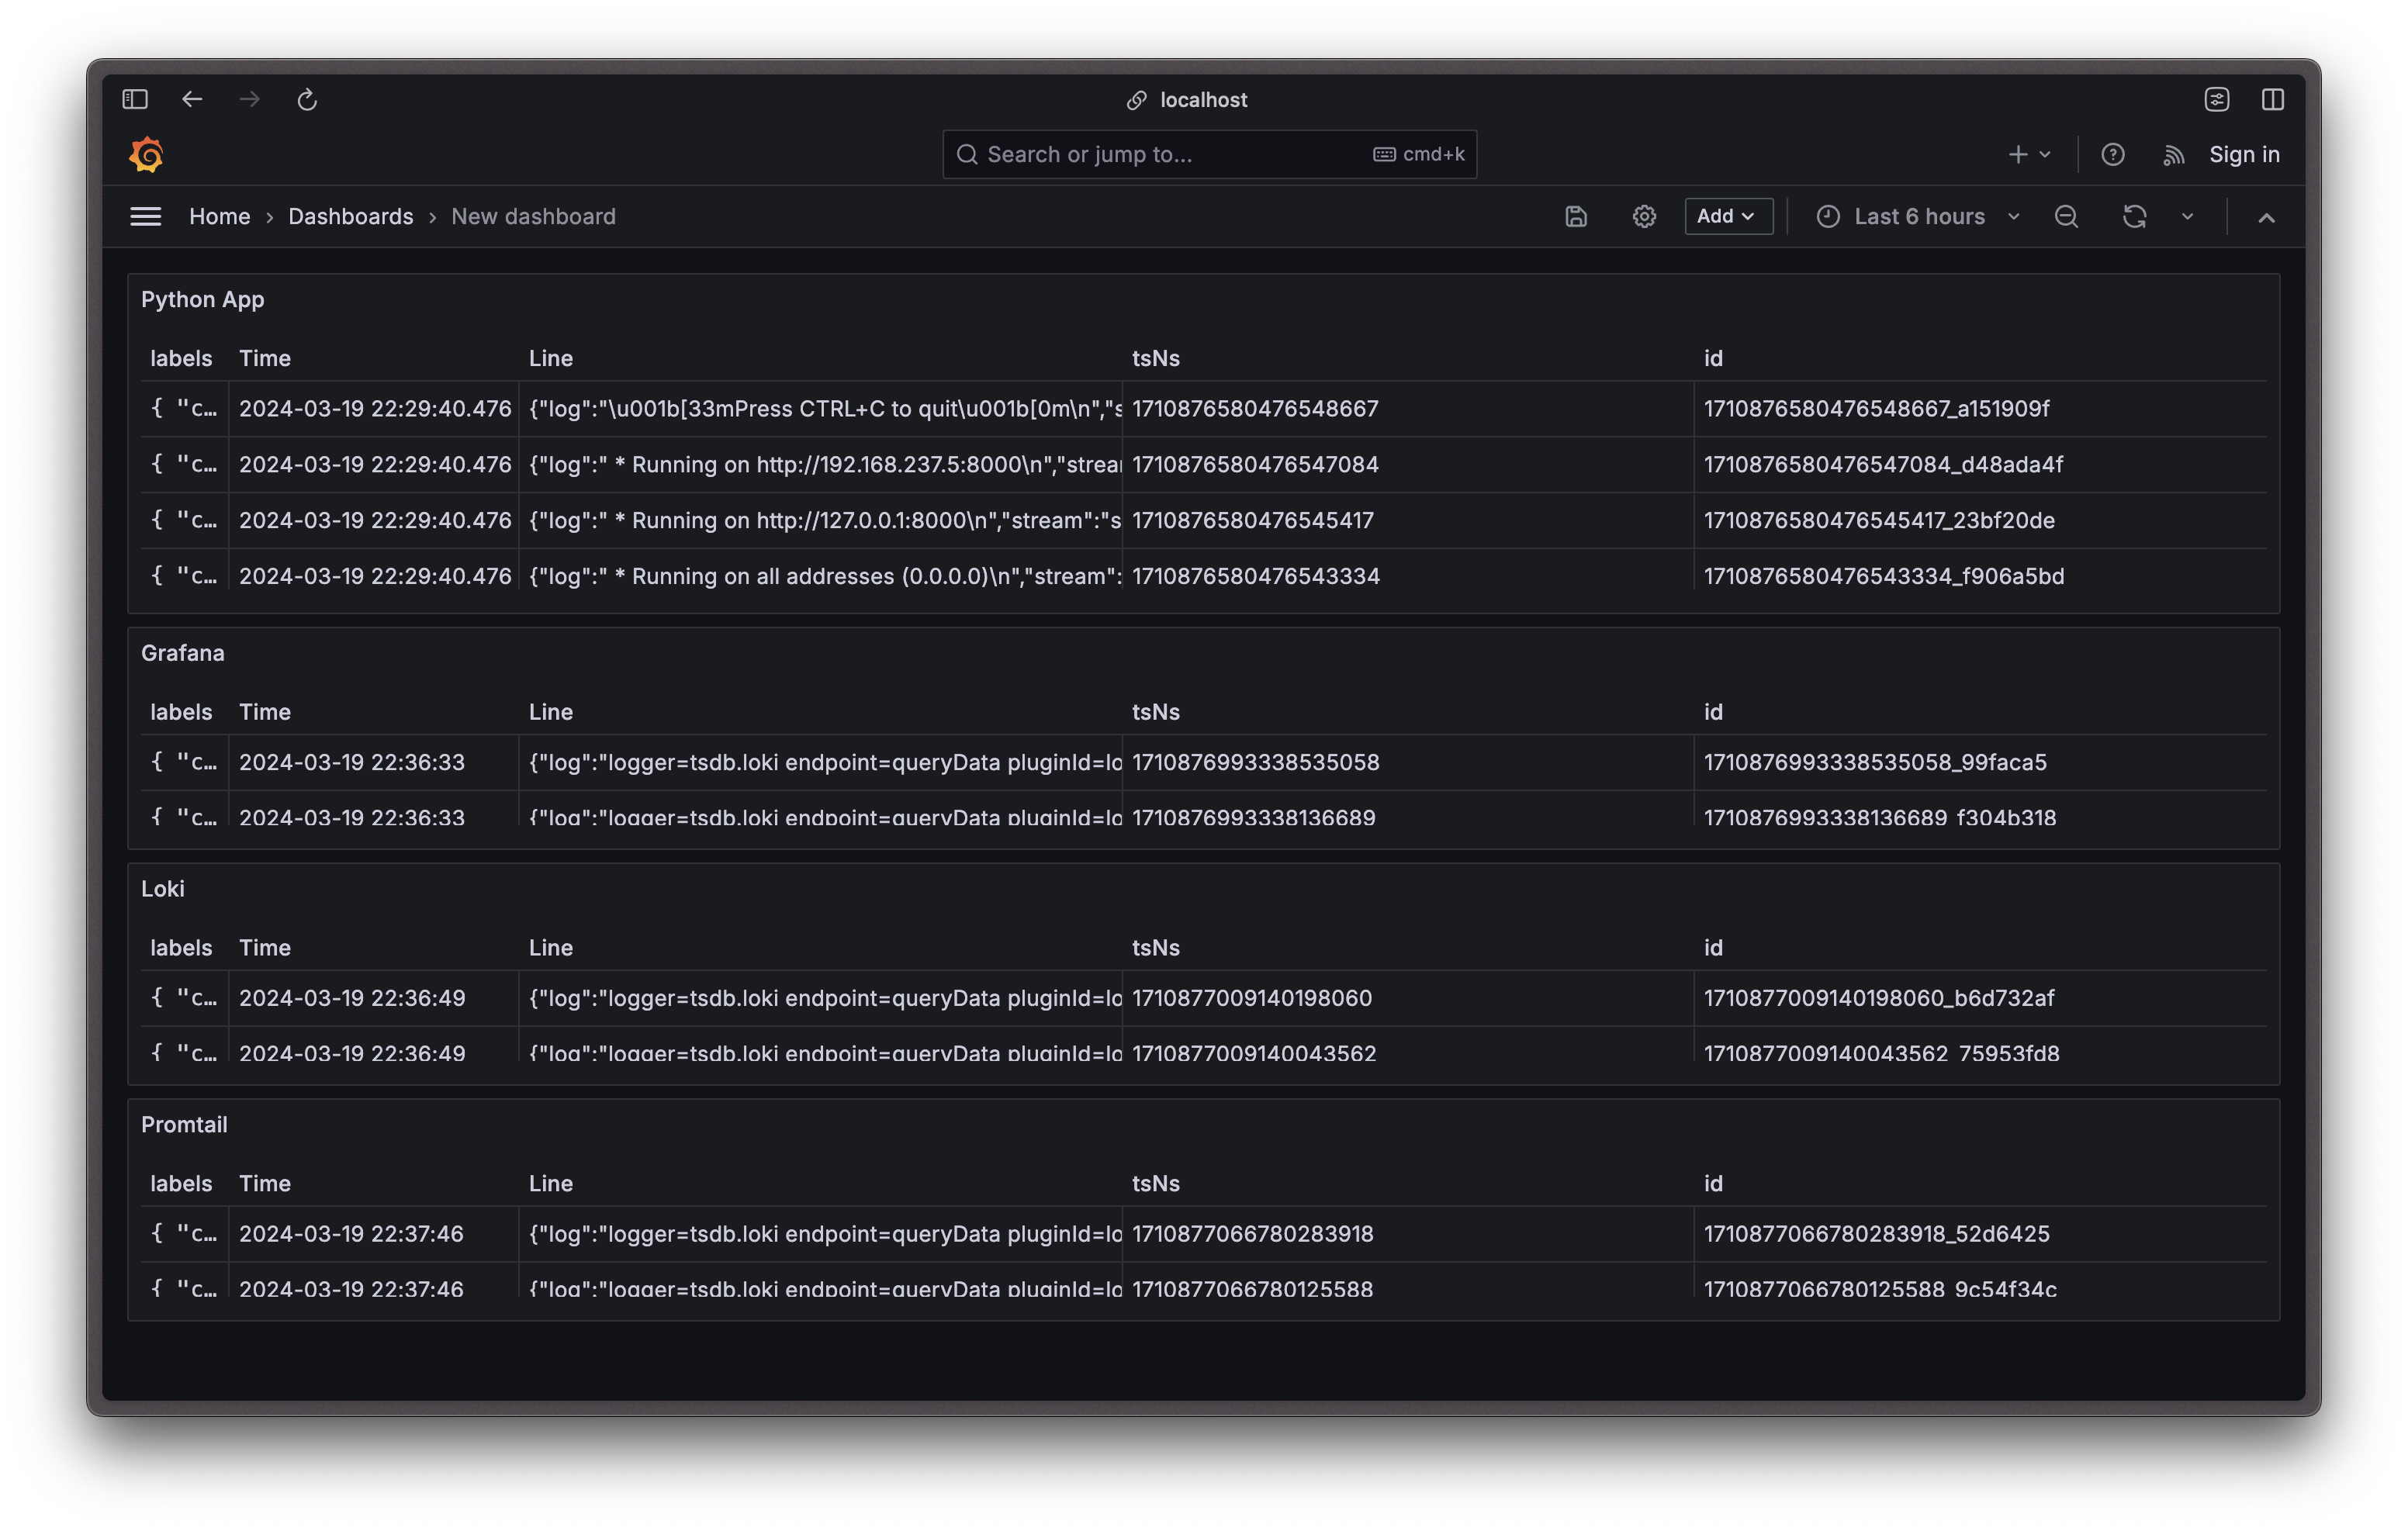 localhost
Search or jump to... cmd+k Sign in
Home › Dashboards › New dashboard Add Last 6 hours
Python App
labels Time Line tsNs id
{ "c... 2024-03-19 22:29:40.476 {"log":"\u001b[33mPress CTRL+C to quit\u001b[0m\n","s 1710876580476548667 1710876580476548667_a151909f
{ "c... 2024-03-19 22:29:40.476 {"log":" * Running on http://192.168.237.5:8000\n","strea 1710876580476547084 1710876580476547084_d48ada4f
{ "c... 2024-03-19 22:29:40.476 {"log":" * Running on http://127.0.0.1:8000\n","stream":"s 1710876580476545417 1710876580476545417_23bf20de
{ "c... 2024-03-19 22:29:40.476 {"log":" * Running on all addresses (0.0.0.0)\n","stream": 1710876580476543334 1710876580476543334_f906a5bd
Grafana
labels Time Line tsNs id
{ "c... 2024-03-19 22:36:33 {"log":"logger=tsdb.loki endpoint=queryData pluginId=lo 1710876993338535058 1710876993338535058_99faca5
{ "c... 2024-03-19 22:36:33 {"log":"logger=tsdb.loki endpoint=queryData pluginId=lo 1710876993338136689 1710876993338136689_f304b318
Loki
labels Time Line tsNs id
{ "c... 2024-03-19 22:36:49 {"log":"logger=tsdb.loki endpoint=queryData pluginId=lo 1710877009140198060 1710877009140198060_b6d732af
{ "c... 2024-03-19 22:36:49 {"log":"logger=tsdb.loki endpoint=queryData pluginId=lo 1710877009140043562 1710877009140043562_75953fd8
Promtail
labels Time Line tsNs id
{ "c... 2024-03-19 22:37:46 {"log":"logger=tsdb.loki endpoint=queryData pluginId=lo 1710877066780283918 1710877066780283918_52d6425
{ "c... 2024-03-19 22:37:46 {"log":"logger=tsdb.loki endpoint=queryData pluginId=lo 1710877066780125588 1710877066780125588_9c54f34c